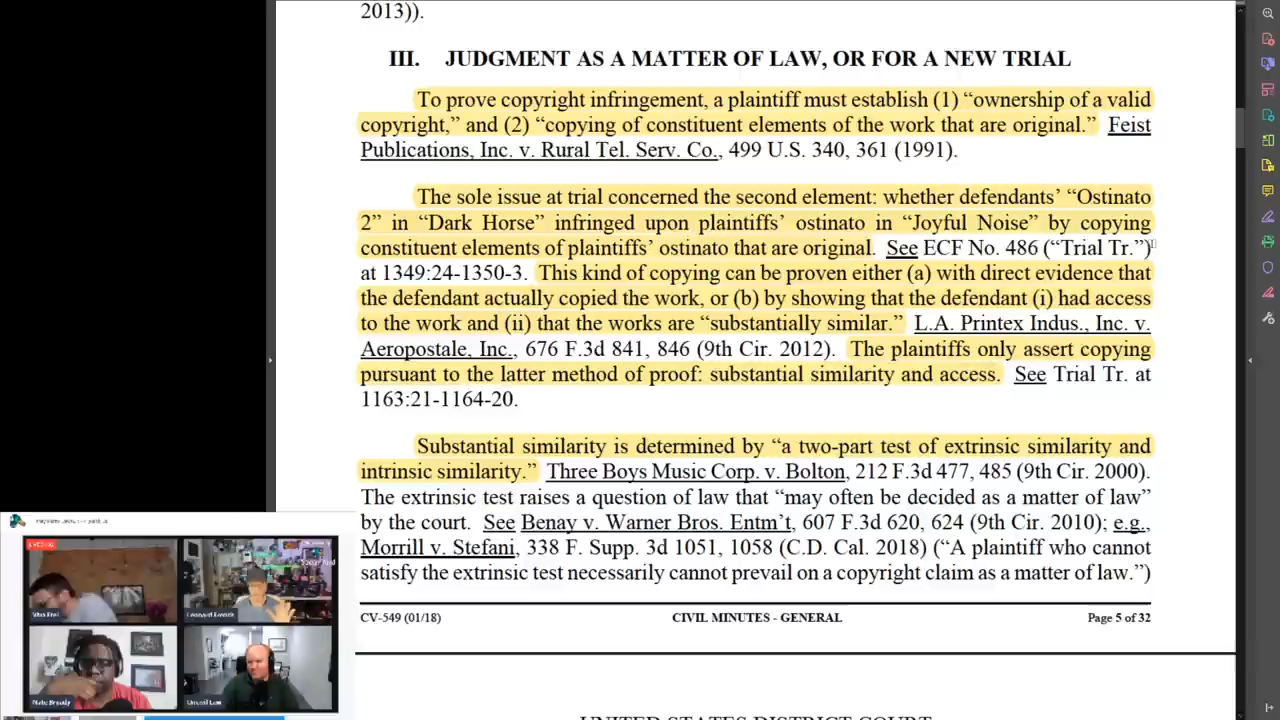 2013)).
III. JUDGMENT AS A MATTER OF LAW, OR FOR A NEW TRIAL
To prove copyright infringement, a plaintiff must establish (1) “ownership of a valid
copyright,” and (2) “copying of constituent elements of the work that are original.” Feist
Publications, Inc. v. Rural Tel. Serv. Co., 499 U.S. 340, 361 (1991).
The sole issue at trial concerned the second element: whether defendants’ “Ostinato
2” in “Dark Horse” infringed upon plaintiffs’ ostinato in “Joyful Noise” by copying
constituent elements of plaintiffs’ ostinato that are original. See ECF No. 486 (“Trial Tr.”)
at 1349:24-1350-3. This kind of copying can be proven either (a) with direct evidence that
the defendant actually copied the work, or (b) by showing that the defendant (i) had access
to the work and (ii) that the works are “substantially similar.” L.A. Printex Indus., Inc. v.
Aeropostale, Inc., 676 F.3d 841, 846 (9th Cir. 2012). The plaintiffs only assert copying
pursuant to the latter method of proof: substantial similarity and access. See Trial Tr. at
1163:21-1164-20.
Substantial similarity is determined by “a two-part test of extrinsic similarity and
intrinsic similarity.” Three Boys Music Corp. v. Bolton, 212 F.3d 477, 485 (9th Cir. 2000).
The extrinsic test raises a question of law that “may often be decided as a matter of law”
by the court. See Benay v. Warner Bros. Entm’t, 607 F.3d 620, 624 (9th Cir. 2010); e.g.,
Morrill v. Stefani, 338 F. Supp. 3d 1051, 1058 (C.D. Cal. 2018) (“A plaintiff who cannot
satisfy the extrinsic test necessarily cannot prevail on a copyright claim as a matter of law.”)
CV-549 (01/18) CIVIL MINUTES - GENERAL Page 5 of 32
UNITED STATES DISTRICT COURT